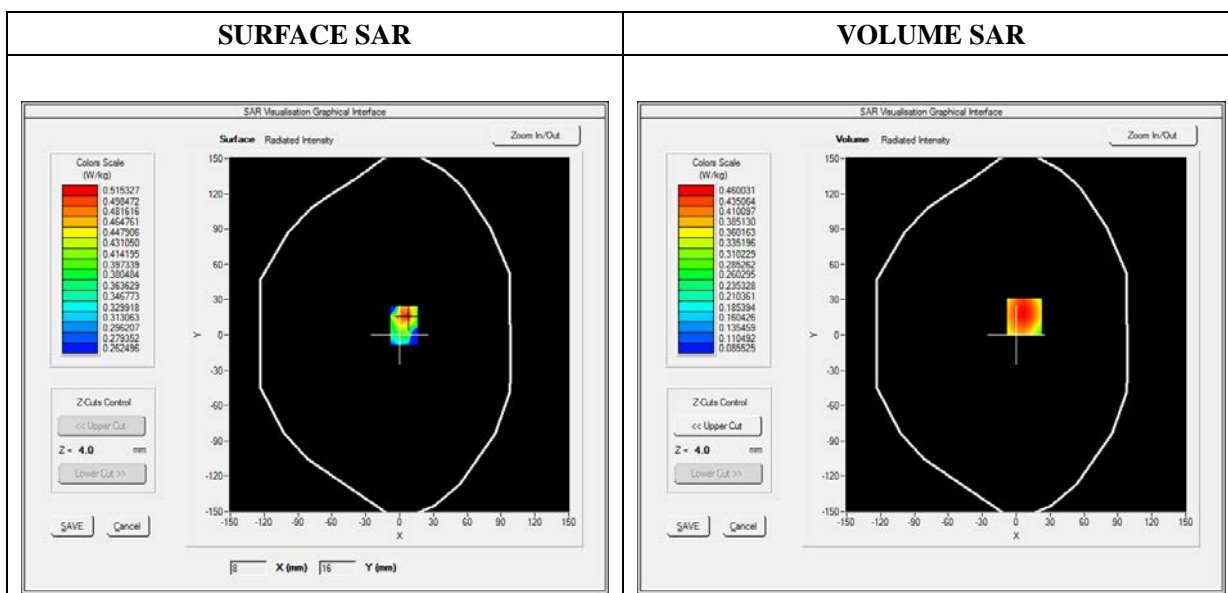 SURFACE SAR
VOLUME SAR
SAR Visualisation Graphical Interface
Surface Radiated Intensity
Zoom In/Out
Colors Scale
(W/kg)
0.515327
0.498472
0.481616
0.464761
0.447906
0.431050
0.414195
0.397339
0.380484
0.363629
0.346773
0.329918
0.313063
0.296207
0.279352
0.262496
Z-Cuts Control
<< Upper Cut
Z = 4.0 mm
Lower Cut >>
SAVE Cancel
150
120
90
60
30
0
-30
-60
-90
-120
-150
Y
-150 -120 -90 -60 -30 0 30 60 90 120 150
X
8 X (mm) 16 Y (mm)
SAR Visualisation Graphical Interface
Volume Radiated Intensity
Zoom In/Out
Colors Scale
(W/kg)
0.460031
0.435064
0.410097
0.385130
0.360163
0.335196
0.310229
0.285262
0.260295
0.235328
0.210361
0.185394
0.160426
0.135459
0.110492
0.085525
Z-Cuts Control
<< Upper Cut
Z = 4.0 mm
Lower Cut >>
SAVE Cancel
150
120
90
60
30
0
-30
-60
-90
-120
-150
Y
-150 -120 -90 -60 -30 0 30 60 90 120 150
X